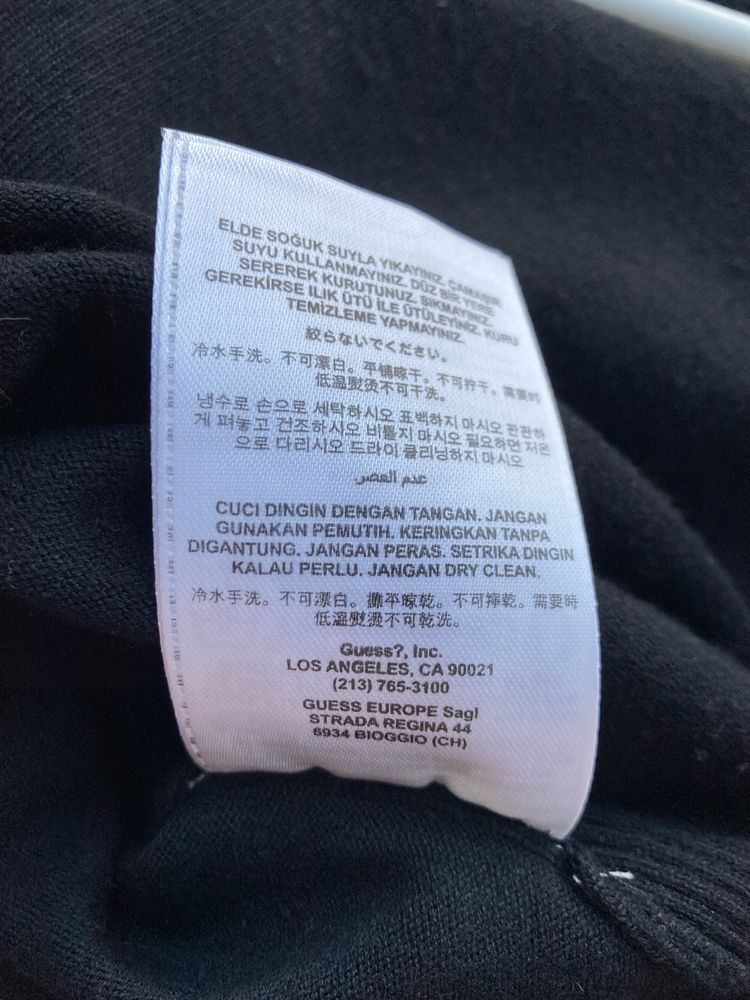 ELDE SOĞUK SUYLA YIKAYINIZ. ÇAMAŞIR
SUYU KULLANMAYINIZ. DÜZ BİR YERE
SEREREK KURUTUNUZ. SIKMAYINIZ.
GEREKİRSE ILIK ÜTÜ İLE ÜTÜLEYİNİZ. KURU
TEMİZLEME YAPMAYINIZ.
絞らないでください。
冷水手洗。不可漂白。平铺晾干。不可拧干。需要时
低温熨烫不可干洗。
냉수로 손으로 세탁하시오 표백하지 마시오 판판하
게 펴놓고 건조하시오 비틀지 마시오 필요하면 저온
으로 다리시오 드라이 클리닝하지 마시오
عدم العصر.
CUCI DINGIN DENGAN TANGAN. JANGAN
GUNAKAN PEMUTIH. KERINGKAN TANPA
DIGANTUNG. JANGAN PERAS. SETRIKA DINGIN
KALAU PERLU. JANGAN DRY CLEAN.
冷水手洗。不可漂白。攤平晾乾。不可擰乾。需要時
低溫熨燙不可乾洗。
Guess?, Inc.
LOS ANGELES, CA 90021
(213) 765-3100
GUESS EUROPE Sagl
STRADA REGINA 44
6934 BIOGGIO (CH)